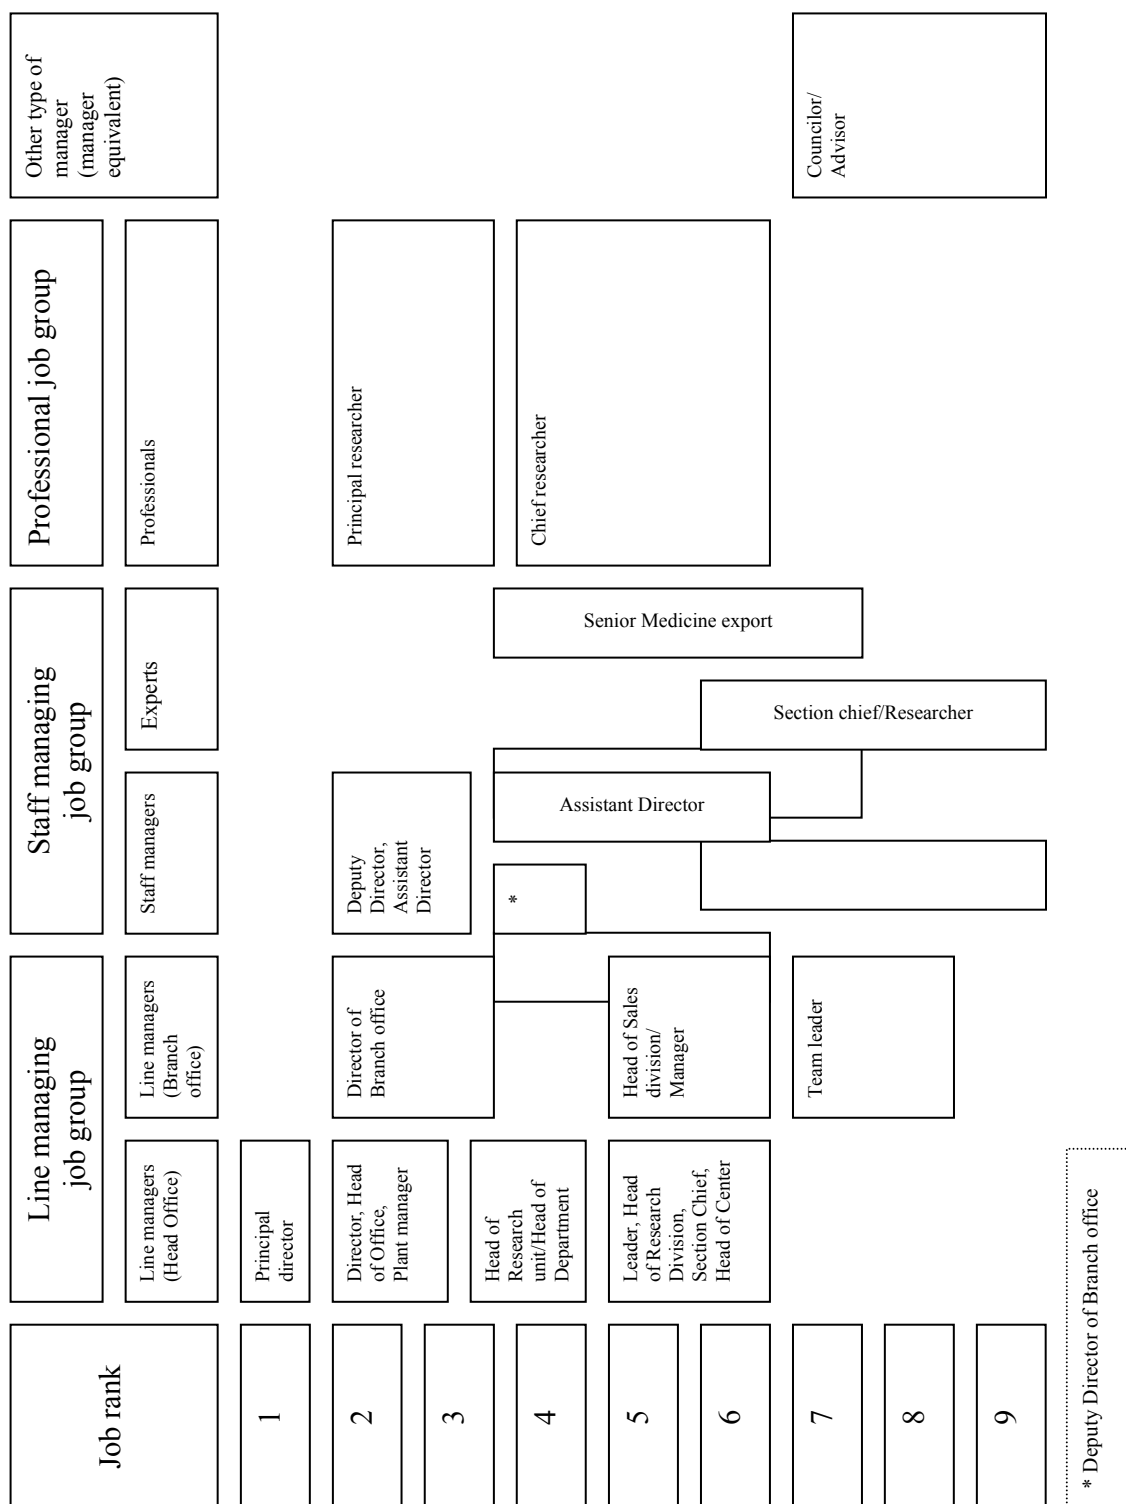 Job rank
Line managing
job group
Staff managing
job group
Professional job group
Other type of
manager
(manager
equivalent)
Line managers
(Head Office)
Line managers
(Branch
office)
Staff managers
Experts
Professionals
1
Principal
director
2
Director, Head
of Office,
Plant manager
Director of
Branch office
Deputy
Director,
Assistant
Director
Principal researcher
3
Head of
Research
unit/Head of
Department
4
*
Assistant Director
Senior Medicine export
Chief researcher
5
Leader, Head
of Research
Division,
Section Chief,
Head of Center
Head of Sales
division/
Manager
6
Section chief/Researcher
7
Team leader
Councilor/
Advisor
8
9
* Deputy Director of Branch office